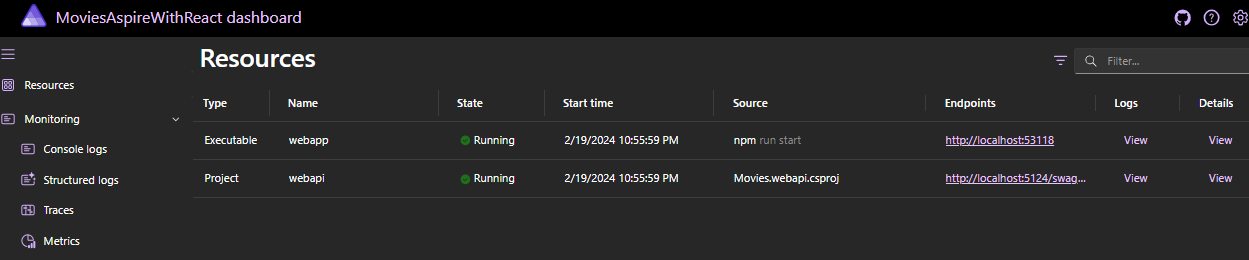 MoviesAspireWithReact dashboard
Resources
Filter...
Resources
Monitoring
Console logs
Structured logs
Traces
Metrics
Type Name State Start time Source Endpoints Logs Details
Executable webapp Running 2/19/2024 10:55:59 PM npm run start http://localhost:53118 View View
Project webapi Running 2/19/2024 10:55:59 PM Movies.webapi.csproj http://localhost:5124/swag... View View